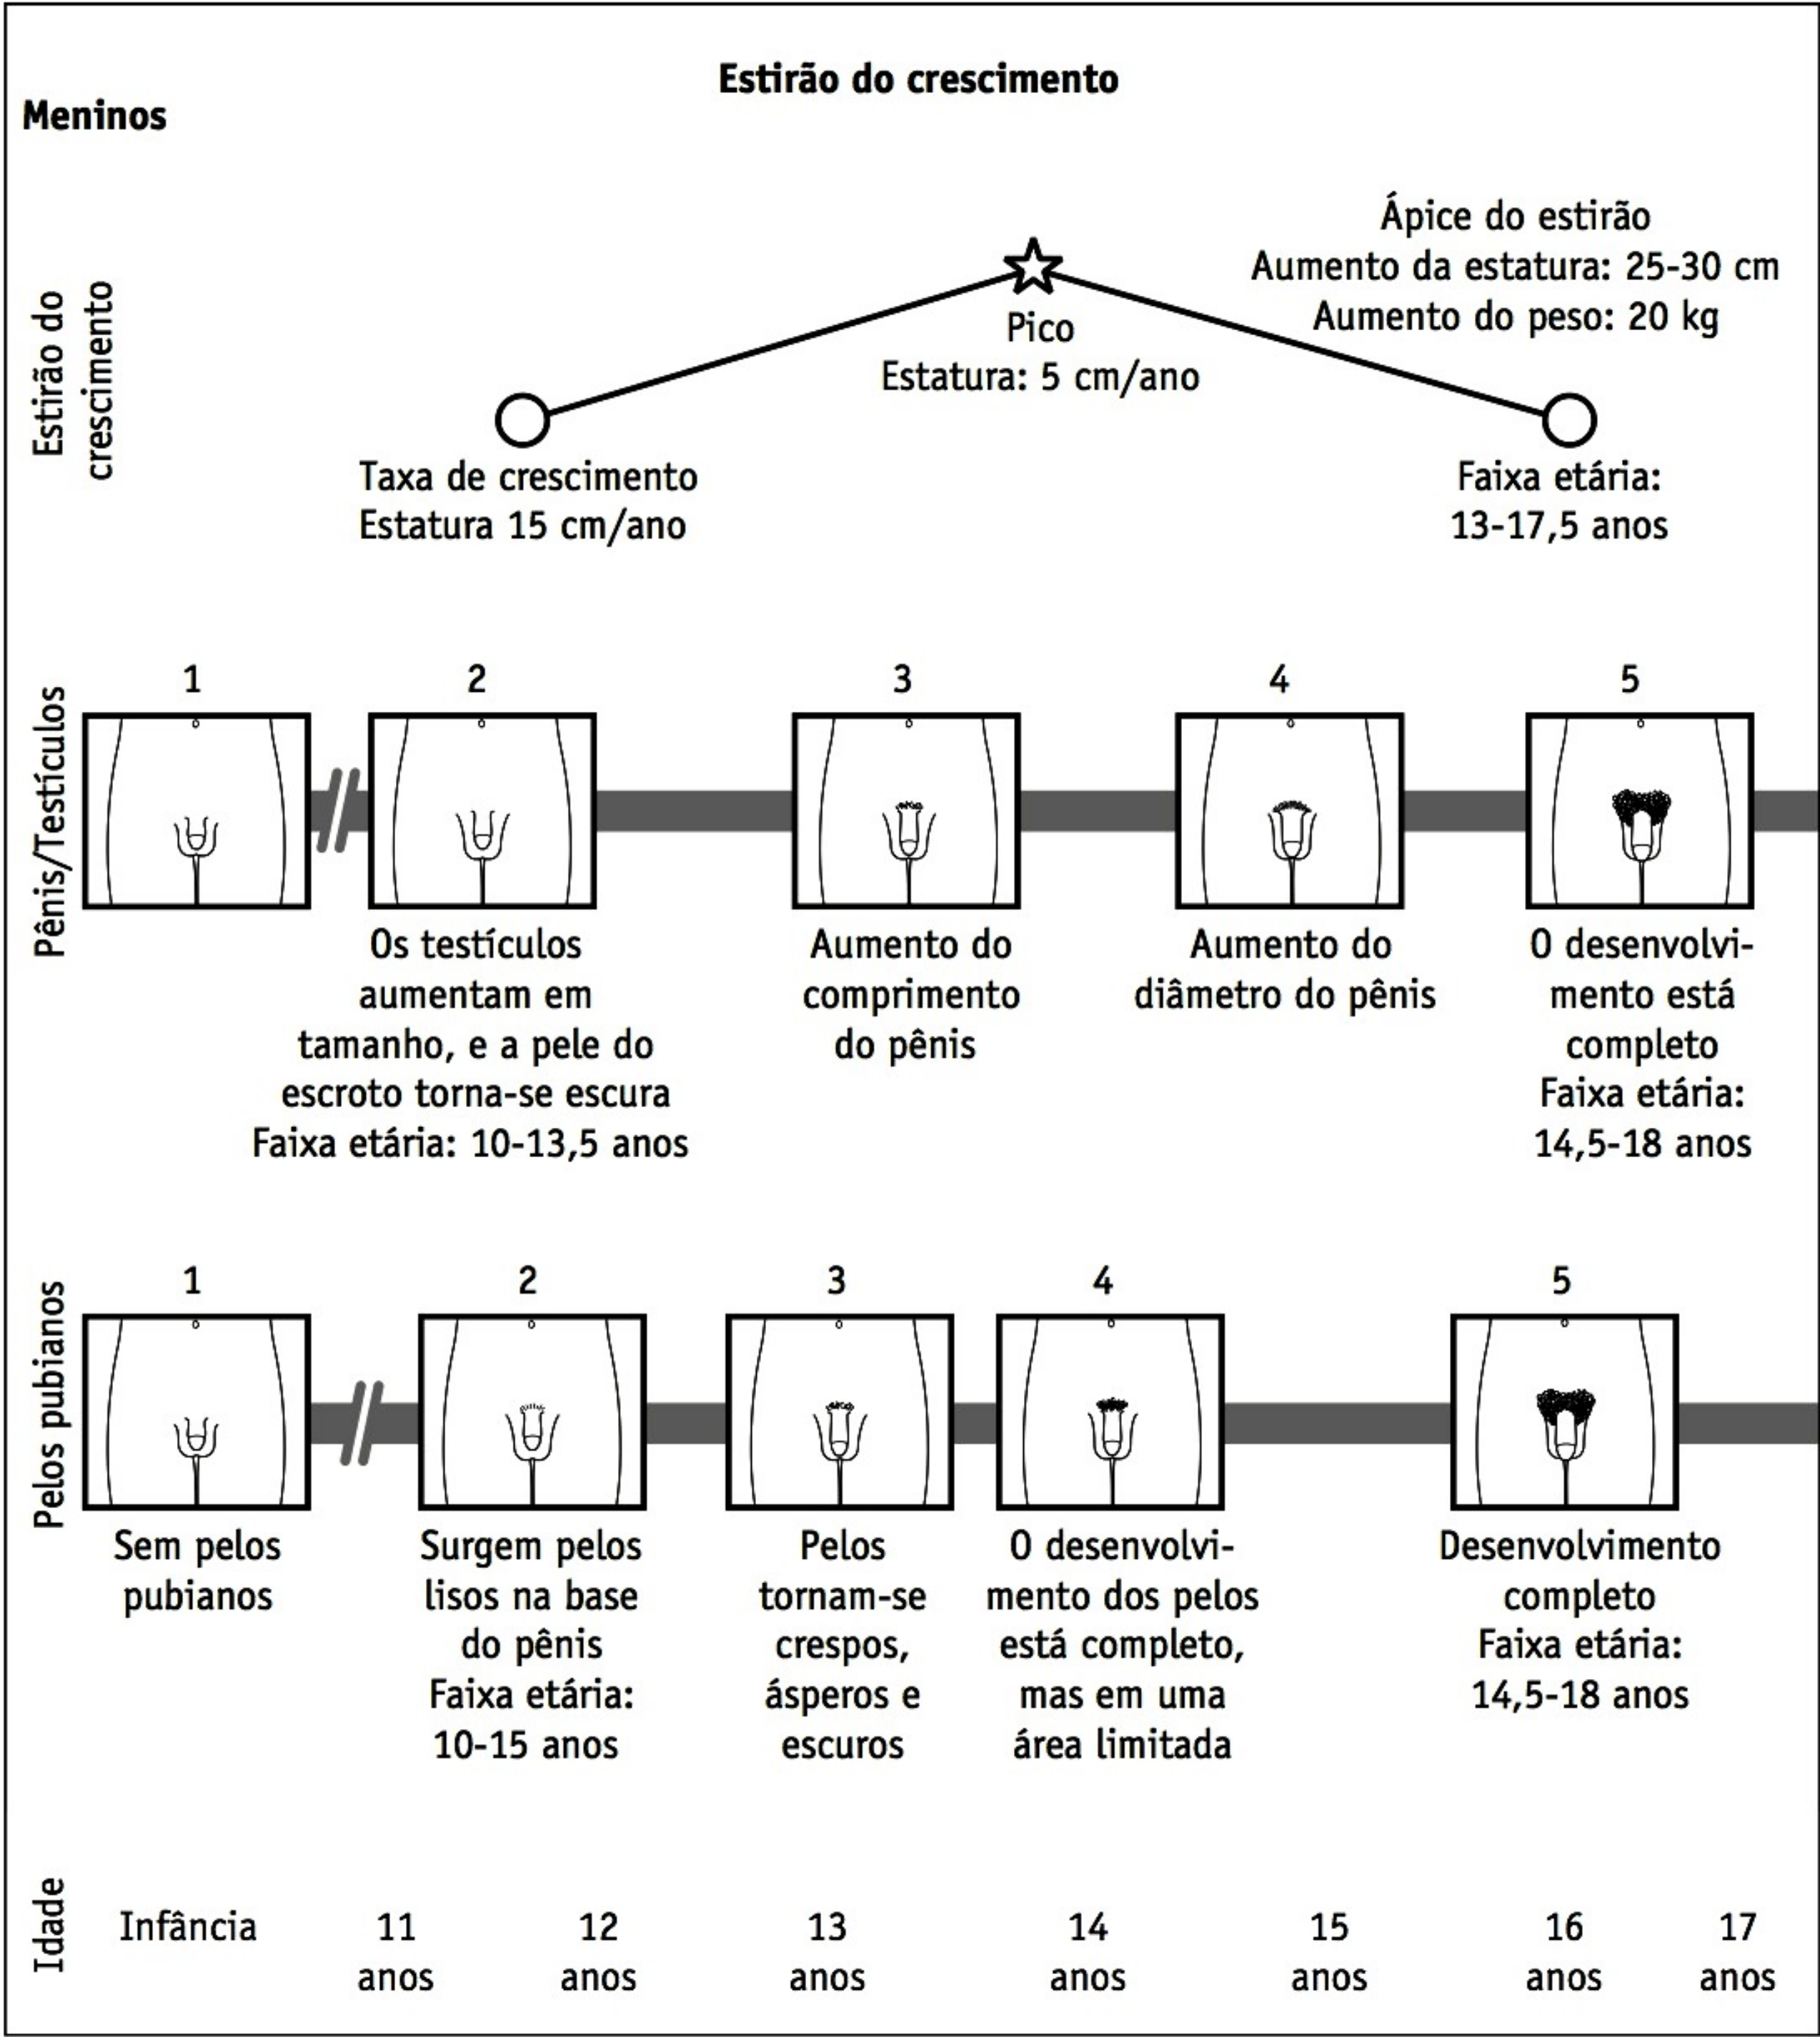 Estirão do crescimento
Meninos
Estirão do
crescimento
Ápice do estirão
Aumento da estatura: 25-30 cm
Aumento do peso: 20 kg
Pico
Estatura: 5 cm/ano
Taxa de crescimento
Estatura 15 cm/ano
Faixa etária:
13-17,5 anos
Pênis/Testículos
1
2
3
4
5
Os testículos
aumentam em
tamanho, e a pele do
escroto torna-se escura
Faixa etária: 10-13,5 anos
Aumento do
comprimento
do pênis
Aumento do
diâmetro do pênis
O desenvolvi-
mento está
completo
Faixa etária:
14,5-18 anos
Pelos pubianos
1
2
3
4
5
Sem pelos
pubianos
Surgem pelos
lisos na base
do pênis
Faixa etária:
10-15 anos
Pelos
tornam-se
crespos,
ásperos e
escuros
O desenvolvi-
mento dos pelos
está completo,
mas em uma
área limitada
Desenvolvimento
completo
Faixa etária:
14,5-18 anos
Idade
Infância
11
anos
12
anos
13
anos
14
anos
15
anos
16
anos
17
anos